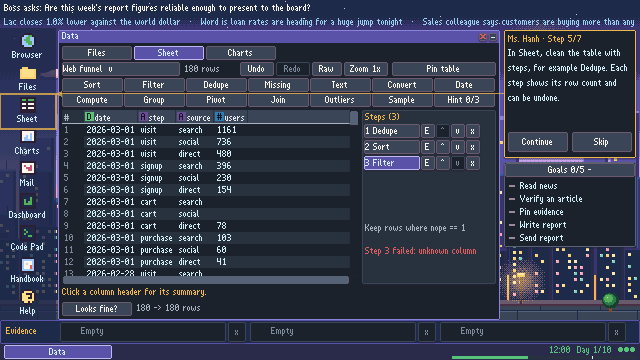 Boss asks: Are this week's report figures reliable enough to present to the board?
Lac closes 1.0% lower against the world dollar · Word is loan rates are heading for a huge jump tonight · Sales colleague says customers are buying more than any
Browser
Files
Sheet
Charts
Mail
Dashboard
Code Pad
Handbook
Help
Data
Files Sheet Charts
Web funnel v 180 rows Undo Redo Raw Zoom 1x Pin table
Sort Filter Dedupe Missing Text Convert Date
Compute Group Pivot Join Outliers Sample Hint 0/3
# D date A step A source # users
1 2026-03-01 visit search 1161
2 2026-03-01 visit social 736
3 2026-03-01 visit direct 480
4 2026-03-01 signup search 396
5 2026-03-01 signup social 230
6 2026-03-01 signup direct 154
7 2026-03-01 cart search
8 2026-03-01 cart social
9 2026-03-01 cart direct 78
10 2026-03-01 purchase search 103
11 2026-03-01 purchase social 60
12 2026-03-01 purchase direct 41
13 2026-02-28 visit search
Steps (3)
1 Dedupe E ^ v x
2 Sort E ^ v x
3 Filter E ^ v x
Keep rows where nope == 1
Step 3 failed: unknown column
Click a column header for its summary.
Looks fine? 180 -> 180 rows
Ms. Hanh · Step 5/7
In Sheet, clean the table with
steps, for example Dedupe. Each
step shows its row count and
can be undone.
Continue Skip
Goals 0/5 -
— Read news
— Verify an article
— Pin evidence
— Write report
— Send report
Evidence Empty x Empty x Empty x
Data 12:00 Day 1/10